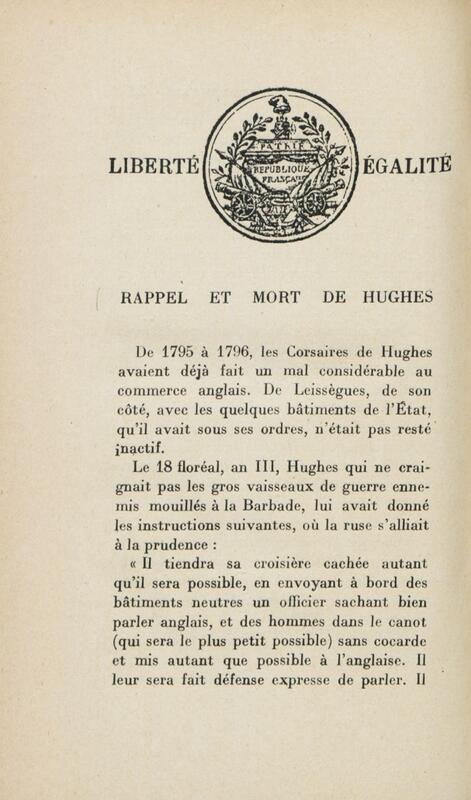 LIBERTÉ
PATRIE
RÉPUBLIQUE
FRANÇAISE
ÉGALITÉ
RAPPEL ET MORT DE HUGHES
De 1795 à 1796, les Corsaires de Hughes
avaient déjà fait un mal considérable au
commerce anglais. De Leissègues, de son
côté, avec les quelques bâtiments de l'État,
qu'il avait sous ses ordres, n'était pas resté
inactif.
Le 18 floréal, an III, Hughes qui ne crai-
gnait pas les gros vaisseaux de guerre enne-
mis mouillés à la Barbade, lui avait donné
les instructions suivantes, où la ruse s'alliait
à la prudence :
« Il tiendra sa croisière cachée autant
qu'il sera possible, en envoyant à bord des
bâtiments neutres un officier sachant bien
parler anglais, et des hommes dans le canot
(qui sera le plus petit possible) sans cocarde
et mis autant que possible à l'anglaise. Il
leur sera fait défense expresse de parler. Il